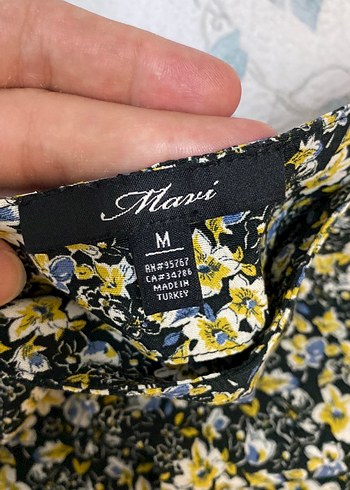 Mavi
M
RN#95767
CA#34786
MADE IN
TURKEY